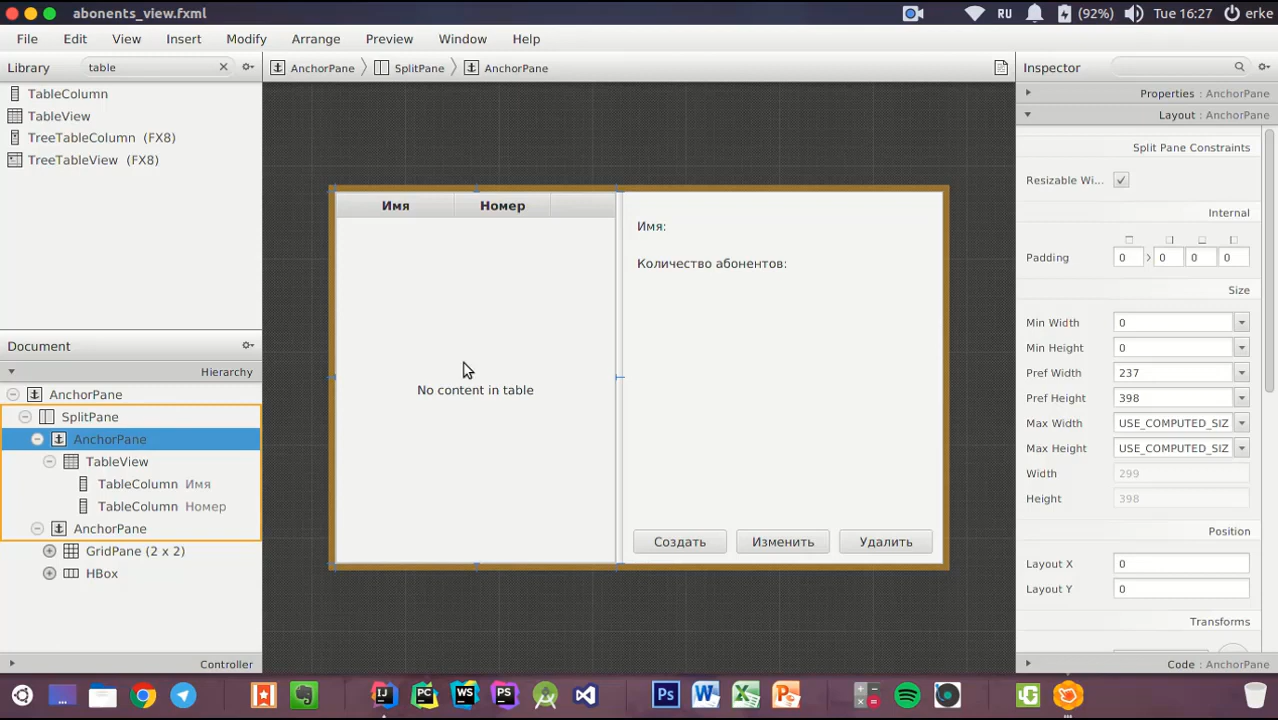 abonents_view.fxml
RU
(92%)
Tue 16:27
erke
File
Edit
View
Insert
Modify
Arrange
Preview
Window
Help
Library
table
AnchorPane
SplitPane
AnchorPane
Inspector
TableColumn
TableView
TreeTableColumn (FX8)
TreeTableView (FX8)
Document
Hierarchy
AnchorPane
SplitPane
AnchorPane
TableView
TableColumn Имя
TableColumn Номер
AnchorPane
GridPane (2 x 2)
HBox
Controller
Имя
Номер
No content in table
Имя:
Количество абонентов:
Создать
Изменить
Удалить
Properties : AnchorPane
Layout : AnchorPane
Split Pane Constraints
Resizable Wi...
Internal
Padding
0
0
0
0
Size
Min Width
0
Min Height
0
Pref Width
237
Pref Height
398
Max Width
USE_COMPUTED_SIZ
Max Height
USE_COMPUTED_SIZ
Width
299
Height
398
Position
Layout X
0
Layout Y
0
Transforms
Code : AnchorPane
IJ
PC
WS
PS
Ps
W
X
P